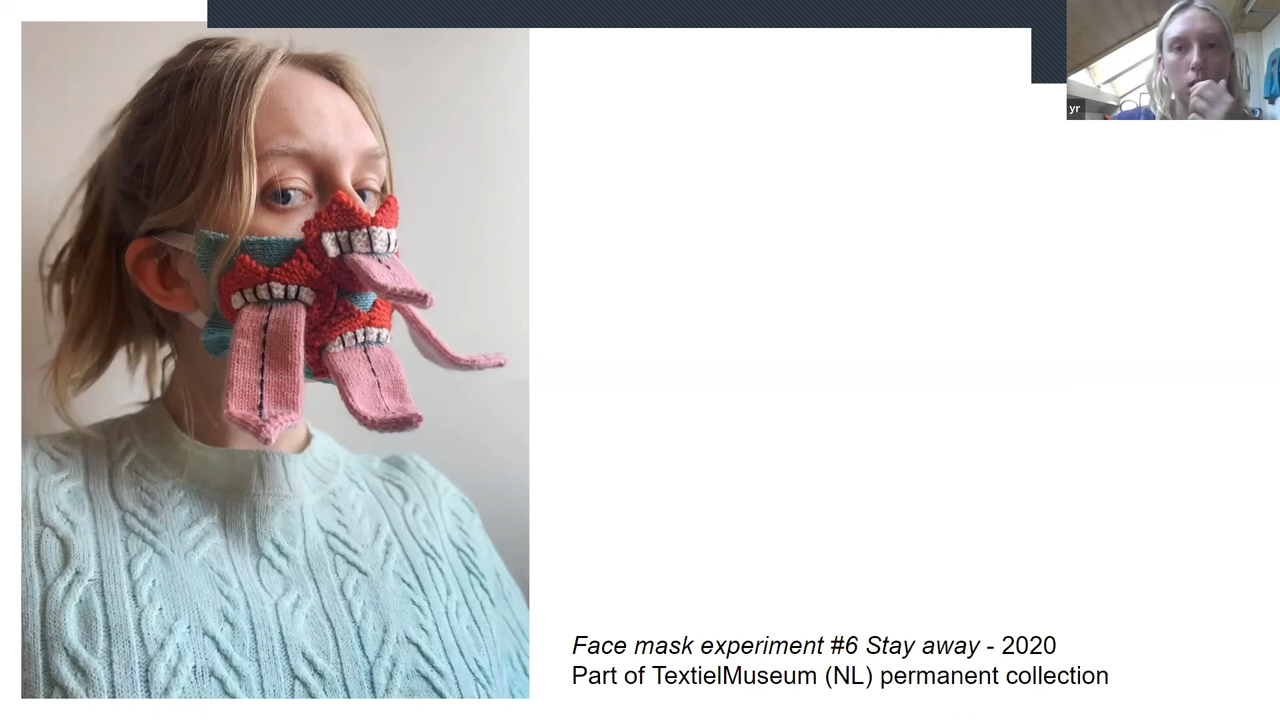 yr
Face mask experiment #6 Stay away - 2020
Part of TextielMuseum (NL) permanent collection